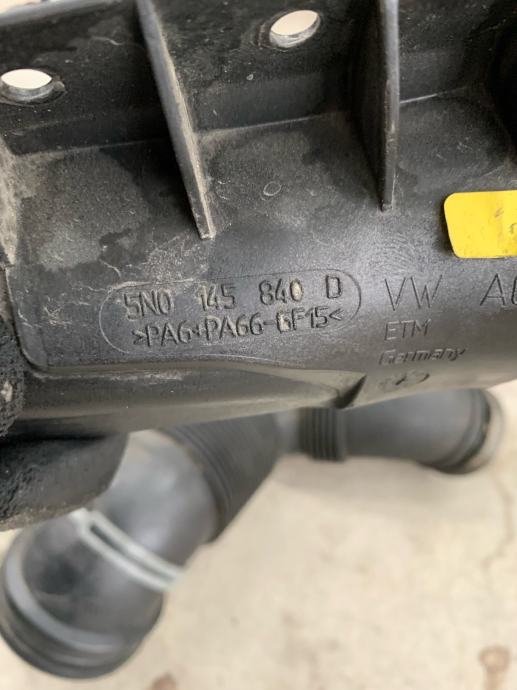 5N0 145 840 D
>PA6+PA66-GF15<
VW
ETM
Germany